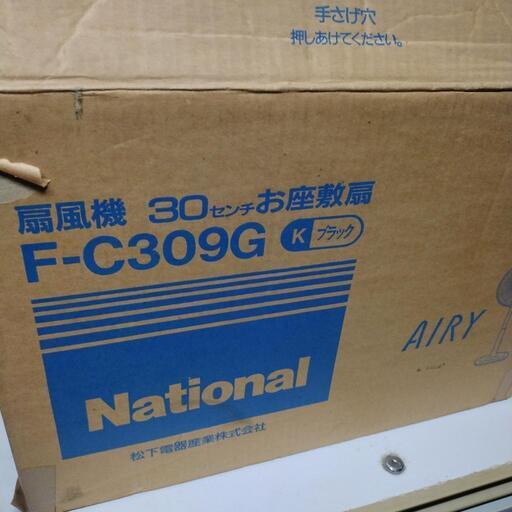 手さげ穴
押しあけてください。
扇風機 30センチお座敷扇
F-C309G K ブラック
AIRY
National
松下電器産業株式会社